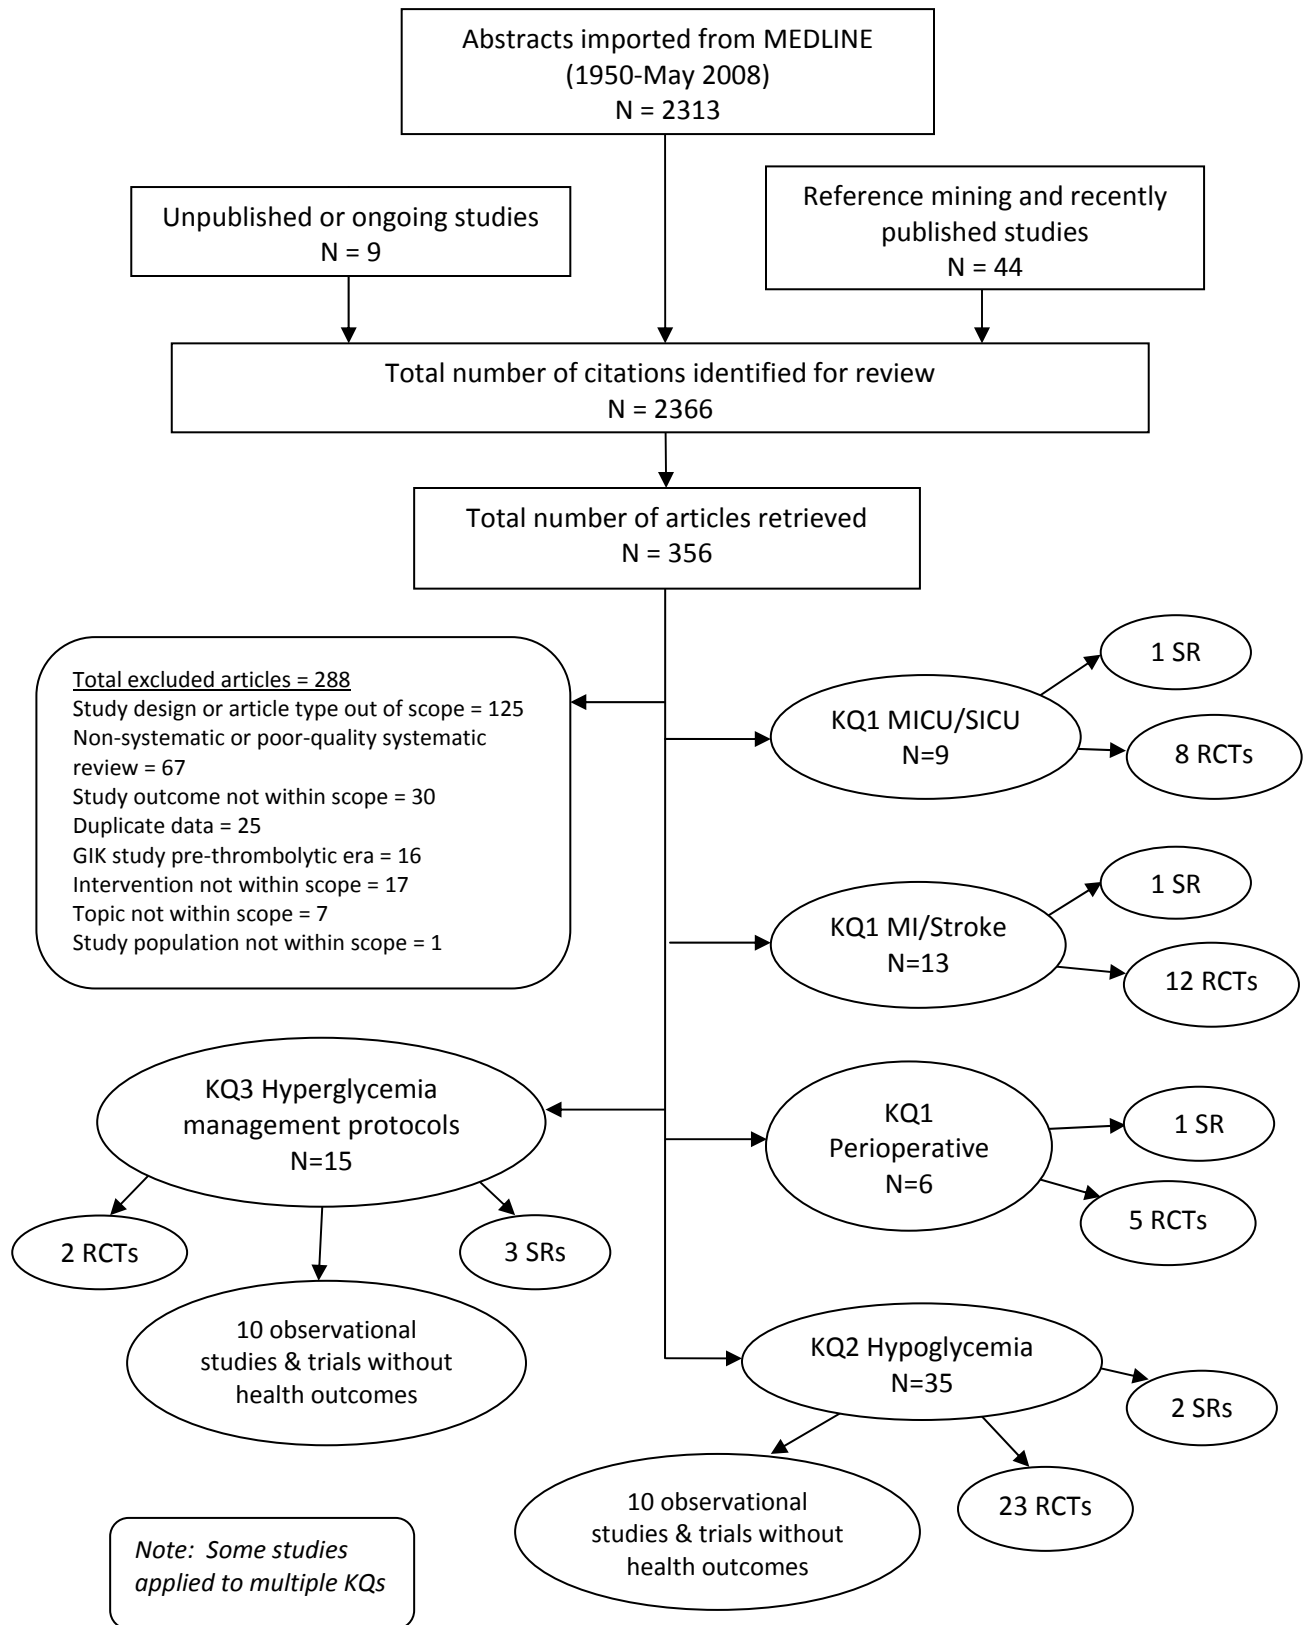 Abstracts imported from MEDLINE
(1950-May 2008)
N = 2313
Unpublished or ongoing studies
N = 9
Reference mining and recently
published studies
N = 44
Total number of citations identified for review
N = 2366
Total number of articles retrieved
N = 356
Total excluded articles = 288
Study design or article type out of scope = 125
Non-systematic or poor-quality systematic
review = 67
Study outcome not within scope = 30
Duplicate data = 25
GIK study pre-thrombolytic era = 16
Intervention not within scope = 17
Topic not within scope = 7
Study population not within scope = 1
KQ1 MICU/SICU
N=9
1 SR
8 RCTs
KQ1 MI/Stroke
N=13
1 SR
12 RCTs
KQ1
Perioperative
N=6
1 SR
5 RCTs
KQ3 Hyperglycemia
management protocols
N=15
2 RCTs
3 SRs
10 observational
studies & trials without
health outcomes
KQ2 Hypoglycemia
N=35
2 SRs
23 RCTs
10 observational
studies & trials without
health outcomes
Note:  Some studies
applied to multiple KQs